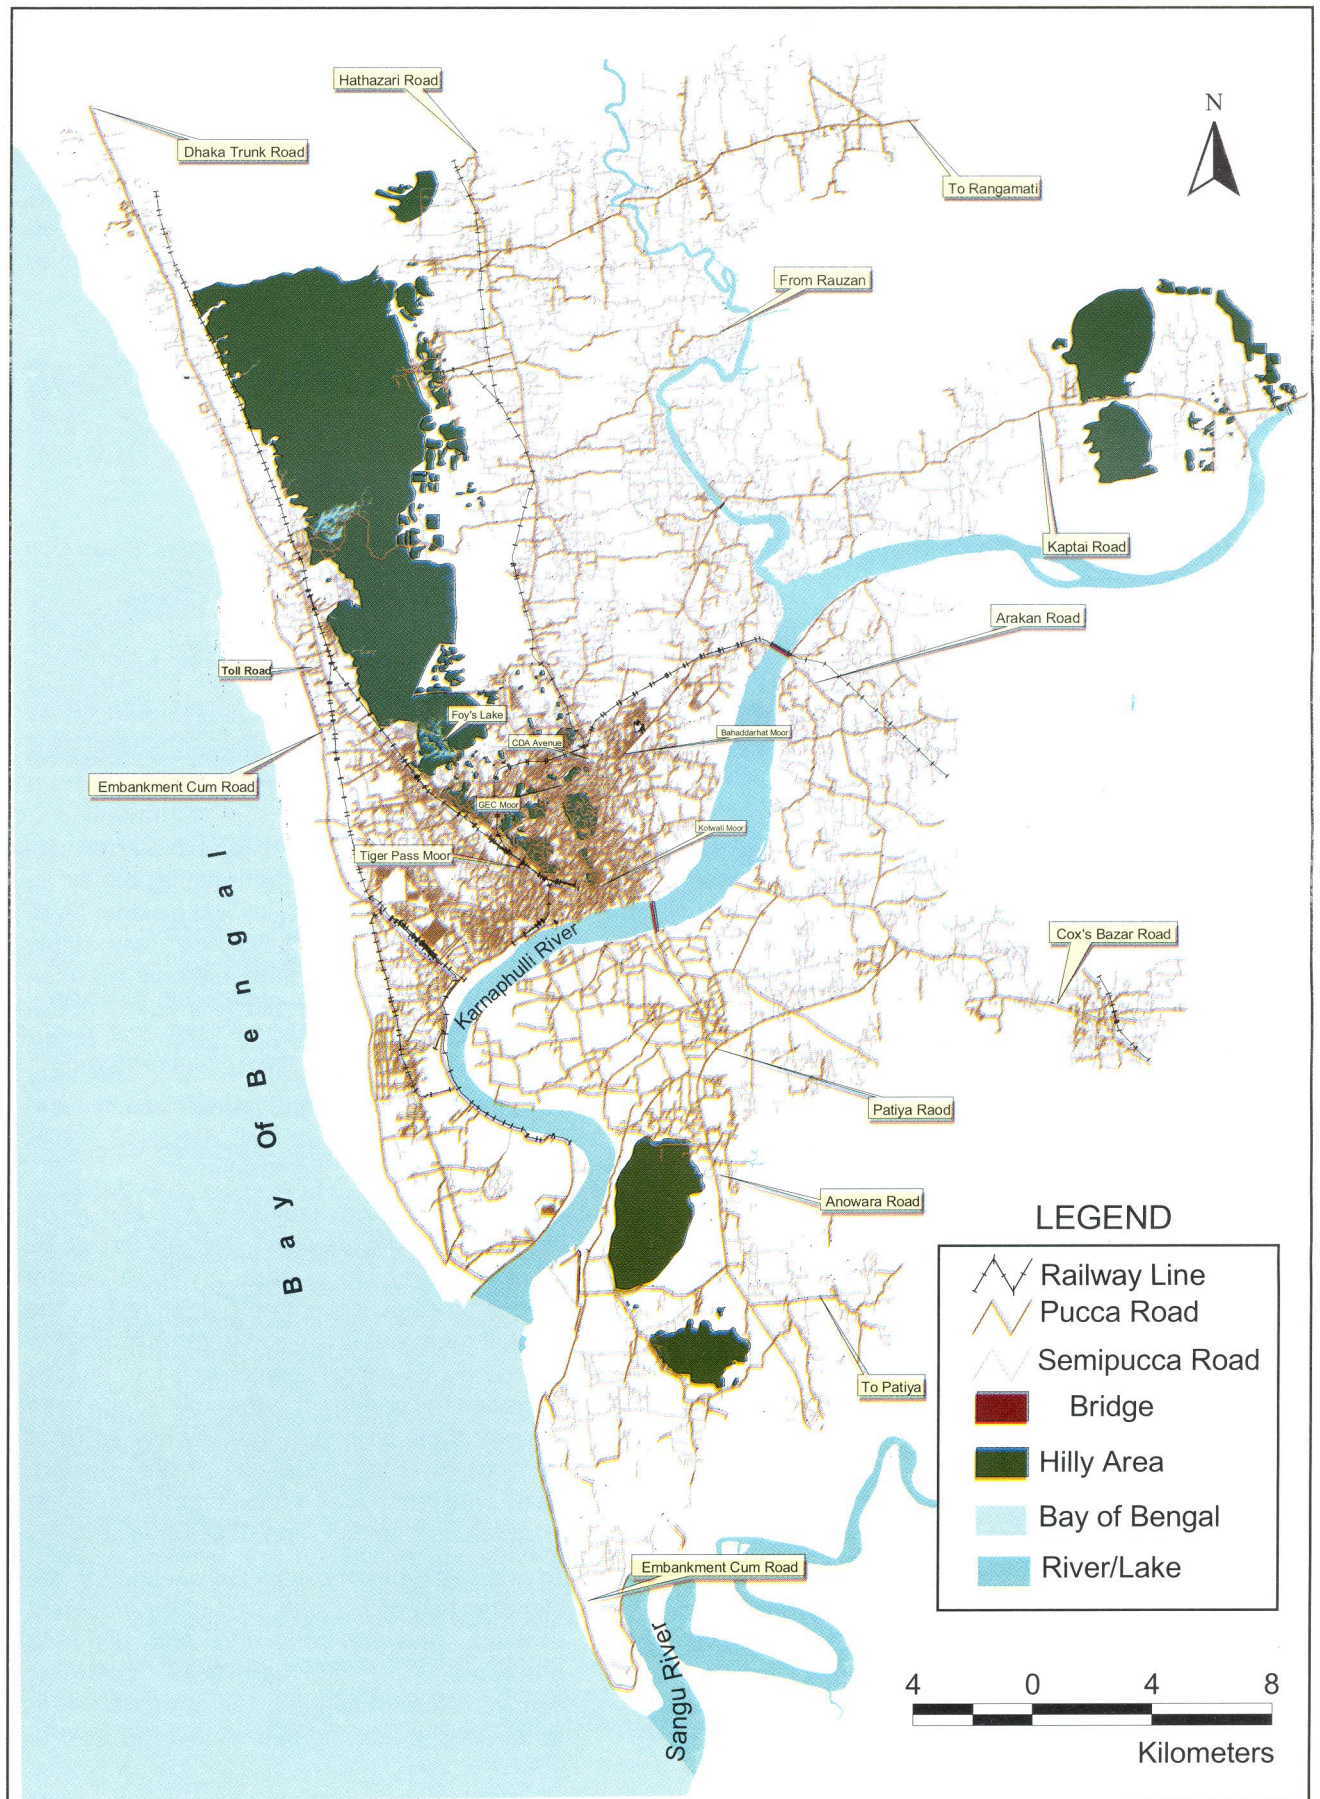 Hathazari Road
N
Dhaka Trunk Road
To Rangamati
From Rauzan
Kaptai Road
Arakan Road
Toll Road
Foy's Lake
Bahaddarhat Moor
CDA Avenue
Embankment Cum Road
GEC Moor
Kotwali Moor
Tiger Pass Moor
Cox's Bazar Road
Karnaphulli River
Bay Of Bengal
Patiya Raod
Anowara Road
To Patiya
LEGEND
Railway Line
Pucca Road
Semipucca Road
Bridge
Hilly Area
Bay of Bengal
River/Lake
Embankment Cum Road
Sangu River
4 0 4 8
Kilometers